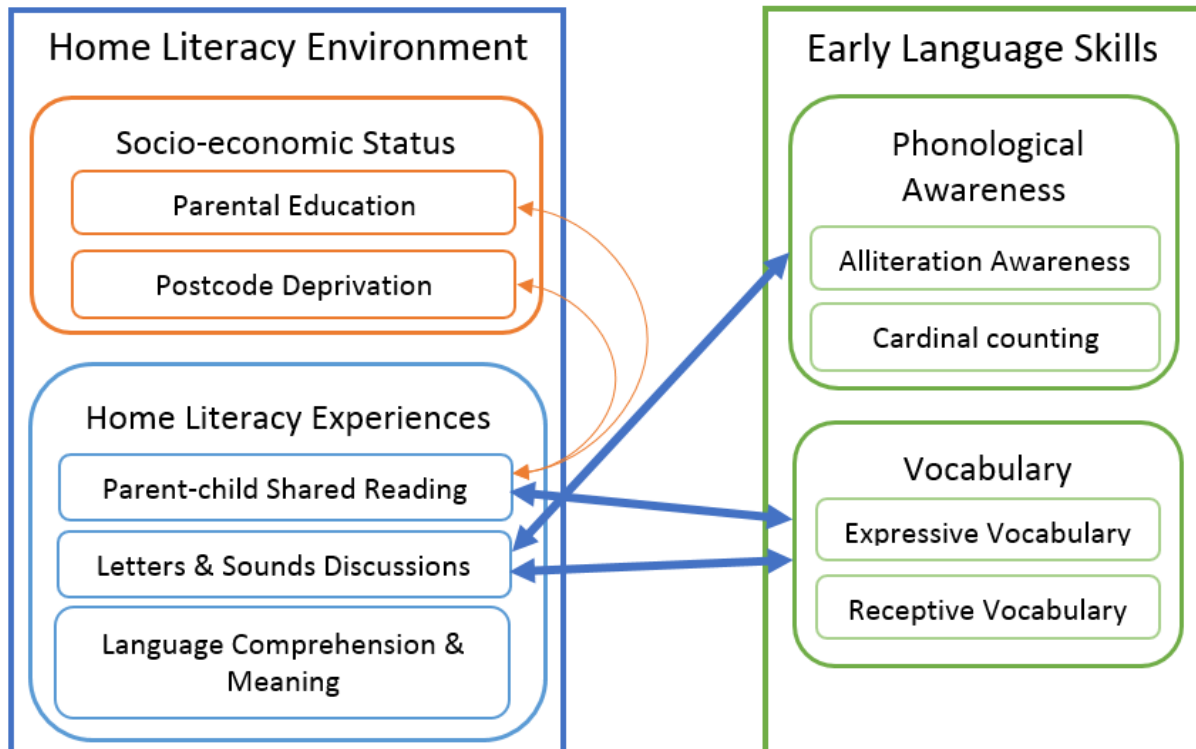 Home Literacy Environment
Socio-economic Status
Parental Education
Postcode Deprivation
Home Literacy Experiences
Parent-child Shared Reading
Letters & Sounds Discussions
Language Comprehension &
Meaning
Early Language Skills
Phonological
Awareness
Alliteration Awareness
Cardinal counting
Vocabulary
Expressive Vocabulary
Receptive Vocabulary